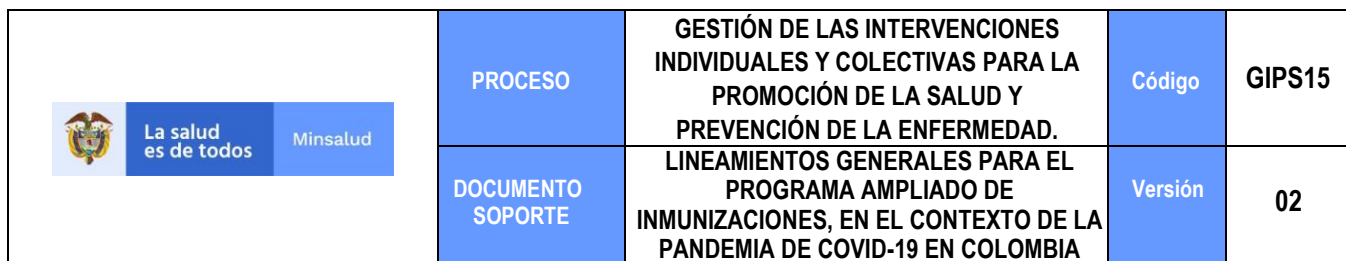 La salud
es de todos
Minsalud
PROCESO
GESTIÓN DE LAS INTERVENCIONES
INDIVIDUALES Y COLECTIVAS PARA LA
PROMOCIÓN DE LA SALUD Y
PREVENCIÓN DE LA ENFERMEDAD.
Código
GIPS15
DOCUMENTO
SOPORTE
LINEAMIENTOS GENERALES PARA EL
PROGRAMA AMPLIADO DE
INMUNIZACIONES, EN EL CONTEXTO DE LA
PANDEMIA DE COVID-19 EN COLOMBIA
Versión
02